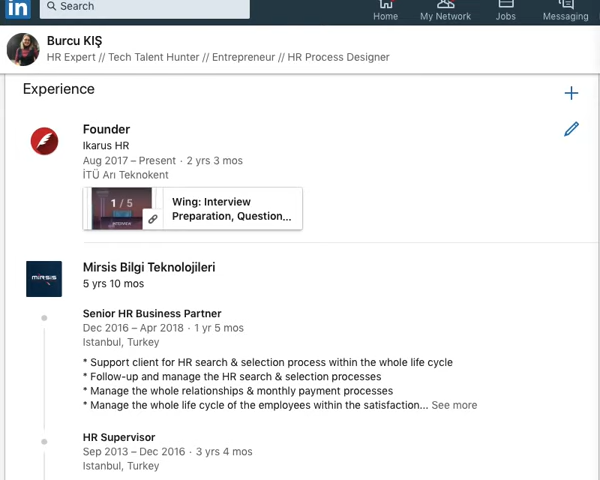 in
Search
Home
My Network
Jobs
Messaging
Burcu KIŞ
HR Expert // Tech Talent Hunter // Entrepreneur // HR Process Designer
Experience
Founder
Ikarus HR
Aug 2017 – Present · 2 yrs 3 mos
İTÜ Arı Teknokent
1 / 5
INTERVIEW
Wing: Interview
Preparation, Question...
MIRSIS
Mirsis Bilgi Teknolojileri
5 yrs 10 mos
Senior HR Business Partner
Dec 2016 – Apr 2018 · 1 yr 5 mos
Istanbul, Turkey
* Support client for HR search & selection process within the whole life cycle
* Follow-up and manage the HR search & selection processes
* Manage the whole relationships & monthly payment processes
* Manage the whole life cycle of the employees within the satisfaction... See more
HR Supervisor
Sep 2013 – Dec 2016 · 3 yrs 4 mos
Istanbul, Turkey